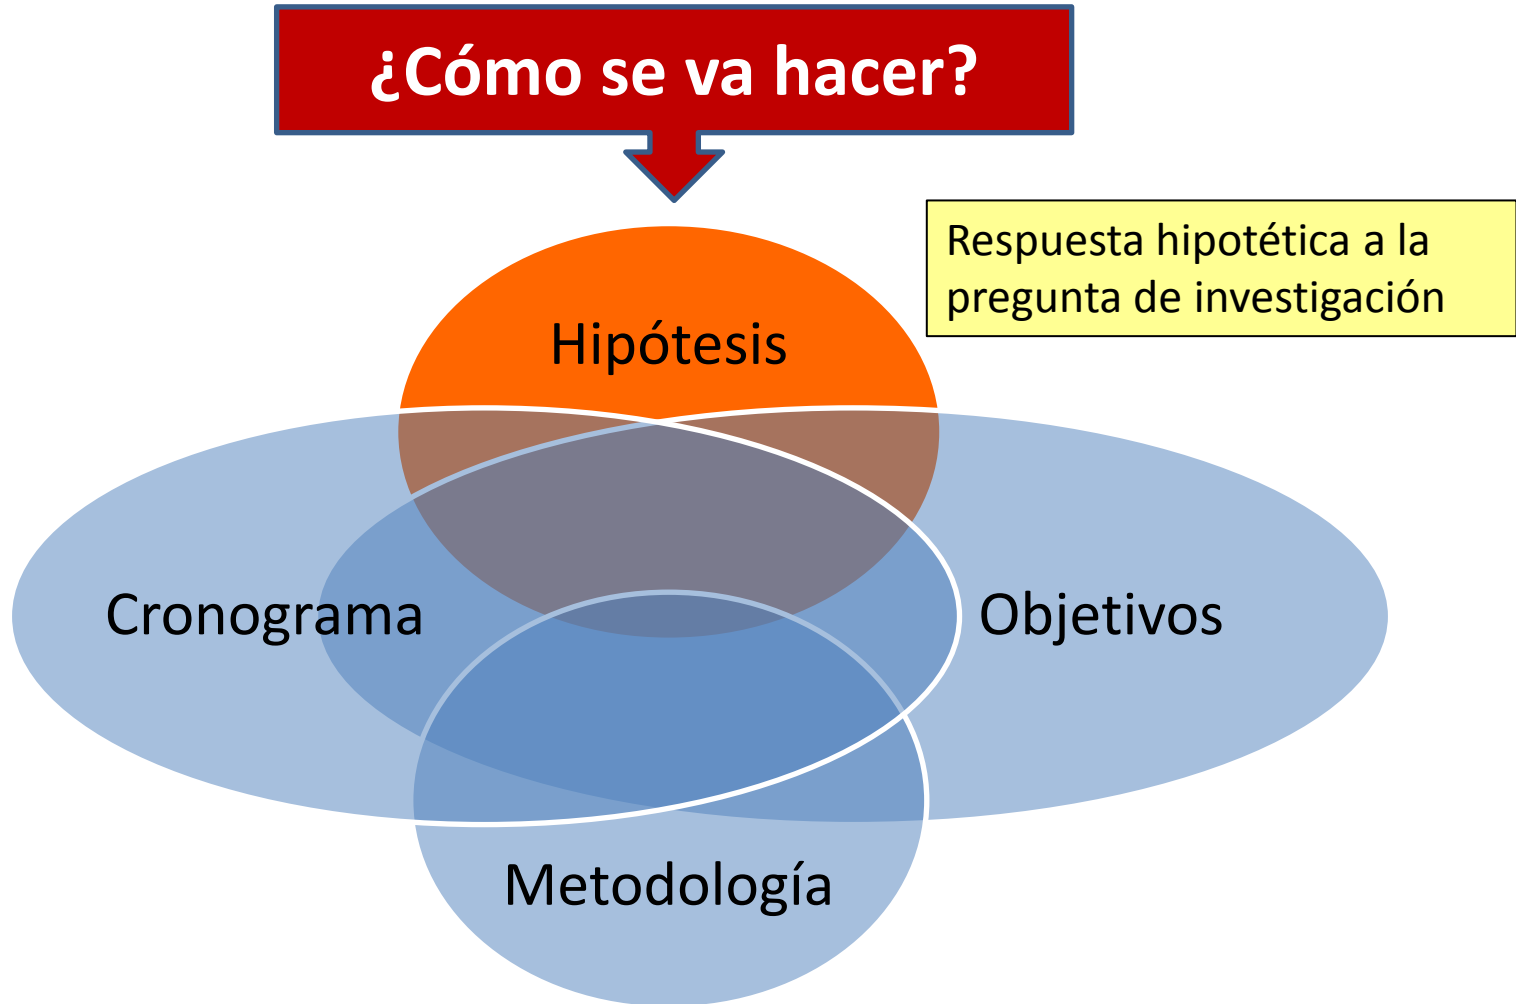 ¿Cómo se va hacer?
Respuesta hipotética a la
pregunta de investigación
Hipótesis
Cronograma
Objetivos
Metodología